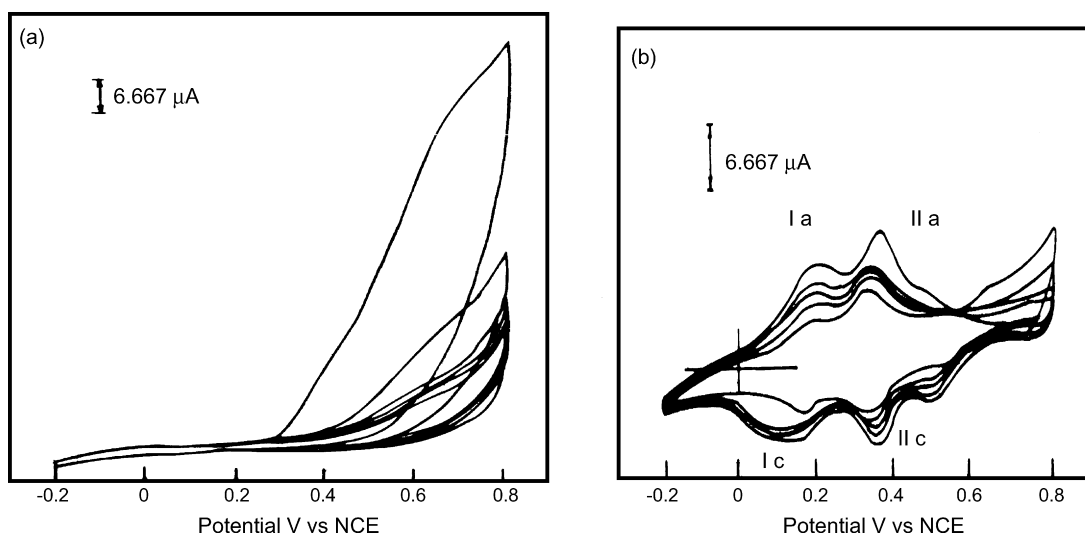 (a)
6.667 μA
-0.2 0 0.2 0.4 0.6 0.8
Potential V vs NCE
(b)
6.667 μA
I a II a
II c
I c
-0.2 0 0.2 0.4 0.6 0.8
Potential V vs NCE